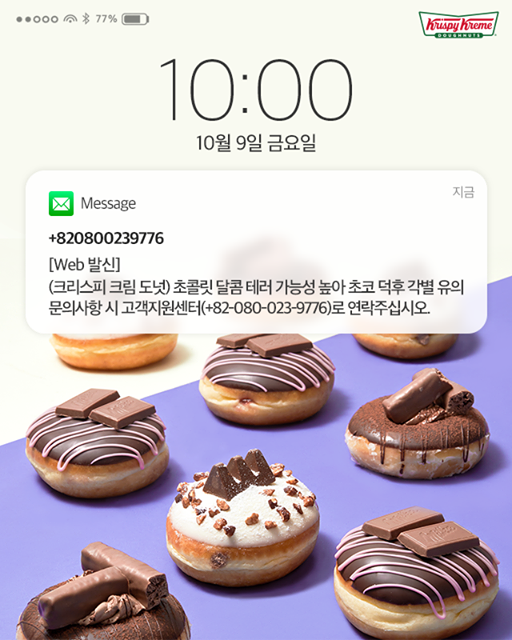 77%
Krispy Kreme
DOUGHNUTS
10:00
10월 9일 금요일
Message
지금
+820800239776
[Web 발신]
(크리스피 크림 도넛) 초콜릿 달콤 테러 가능성 높아 초코 덕후 각별 유의
문의사항 시 고객지원센터(+82-080-023-9776)로 연락주십시오.